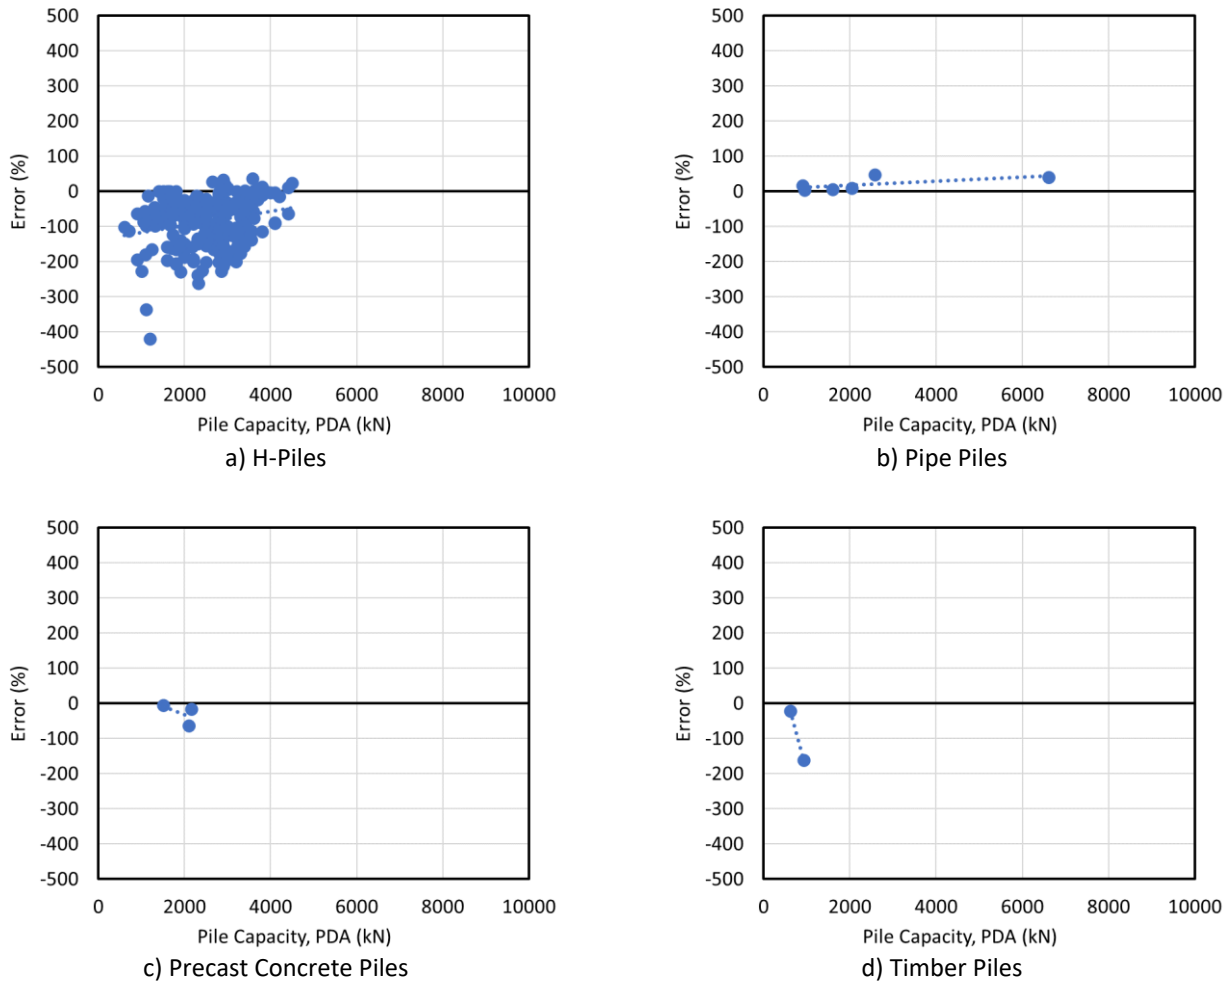 500
400
300
200
100
0
-100
-200
-300
-400
-500
Error (%)
0 2000 4000 6000 8000 10000
Pile Capacity, PDA (kN)
a) H-Piles
500
400
300
200
100
0
-100
-200
-300
-400
-500
Error (%)
0 2000 4000 6000 8000 10000
Pile Capacity, PDA (kN)
b) Pipe Piles
500
400
300
200
100
0
-100
-200
-300
-400
-500
Error (%)
0 2000 4000 6000 8000 10000
Pile Capacity, PDA (kN)
c) Precast Concrete Piles
500
400
300
200
100
0
-100
-200
-300
-400
-500
Error (%)
0 2000 4000 6000 8000 10000
Pile Capacity, PDA (kN)
d) Timber Piles